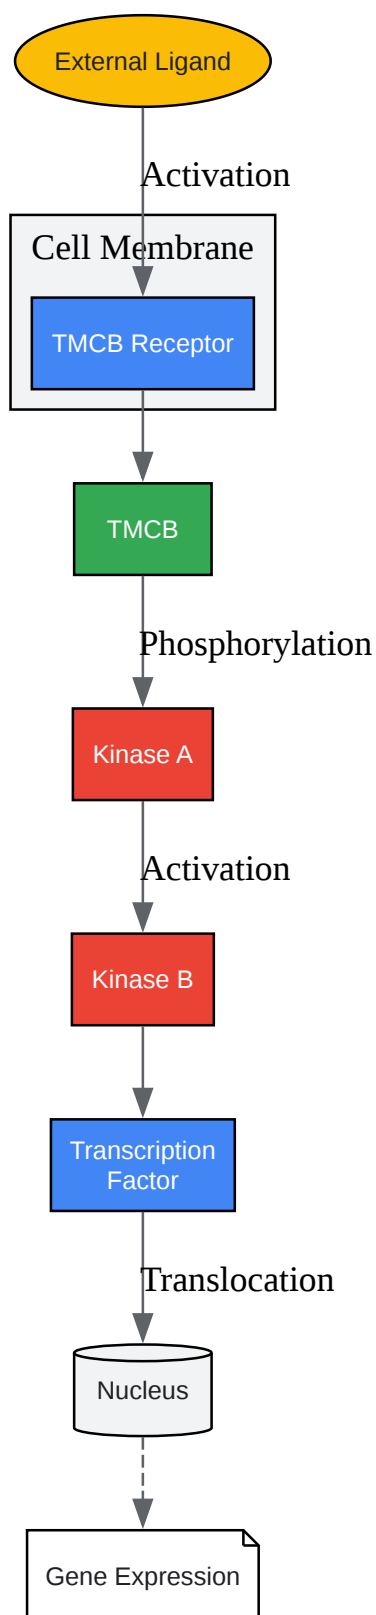 External Ligand
Activation
Cell Membrane
TMCB Receptor
TMCB
Phosphorylation
Kinase A
Activation
Kinase B
Transcription
Factor
Translocation
Nucleus
Gene Expression